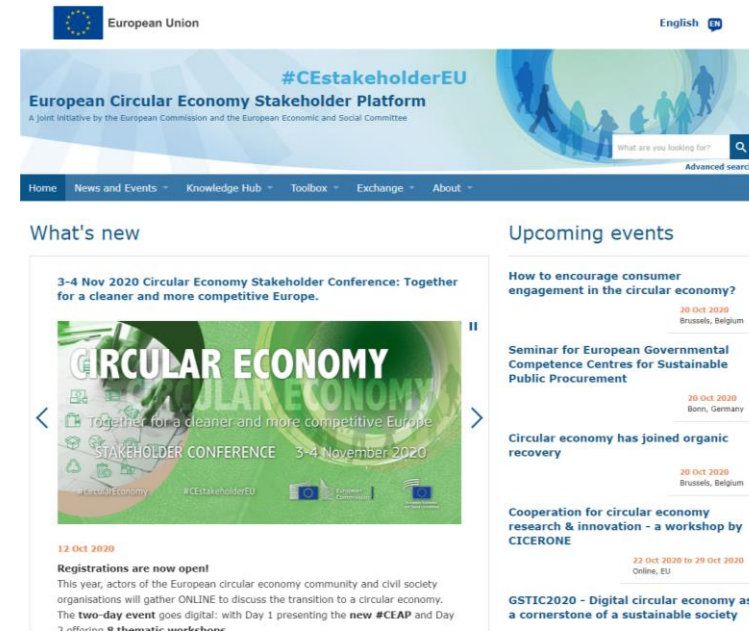 European Union
English EN
#CEstakeholderEU
European Circular Economy Stakeholder Platform
A joint initiative by the European Commission and the European Economic and Social Committee
What are you looking for?
Advanced search
Home News and Events Knowledge Hub Toolbox Exchange About
What's new
3-4 Nov 2020 Circular Economy Stakeholder Conference: Together
for a cleaner and more competitive Europe.
CIRCULAR ECONOMY
CIRCULAR ECONOMY
Together for a cleaner and more competitive Europe
STAKEHOLDER CONFERENCE 3-4 November 2020
#CircularEconomy #CEstakeholderEU European Commission
12 Oct 2020
Registrations are now open!
This year, actors of the European circular economy community and civil society
organisations will gather ONLINE to discuss the transition to a circular economy.
The two-day event goes digital: with Day 1 presenting the new #CEAP and Day
2 offering 8 thematic workshops
Upcoming events
How to encourage consumer
engagement in the circular economy?
20 Oct 2020
Brussels, Belgium
Seminar for European Governmental
Competence Centres for Sustainable
Public Procurement
20 Oct 2020
Bonn, Germany
Circular economy has joined organic
recovery
20 Oct 2020
Brussels, Belgium
Cooperation for circular economy
research & innovation - a workshop by
CICERONE
22 Oct 2020 to 29 Oct 2020
Online, EU
GSTIC2020 - Digital circular economy as
a cornerstone of a sustainable society